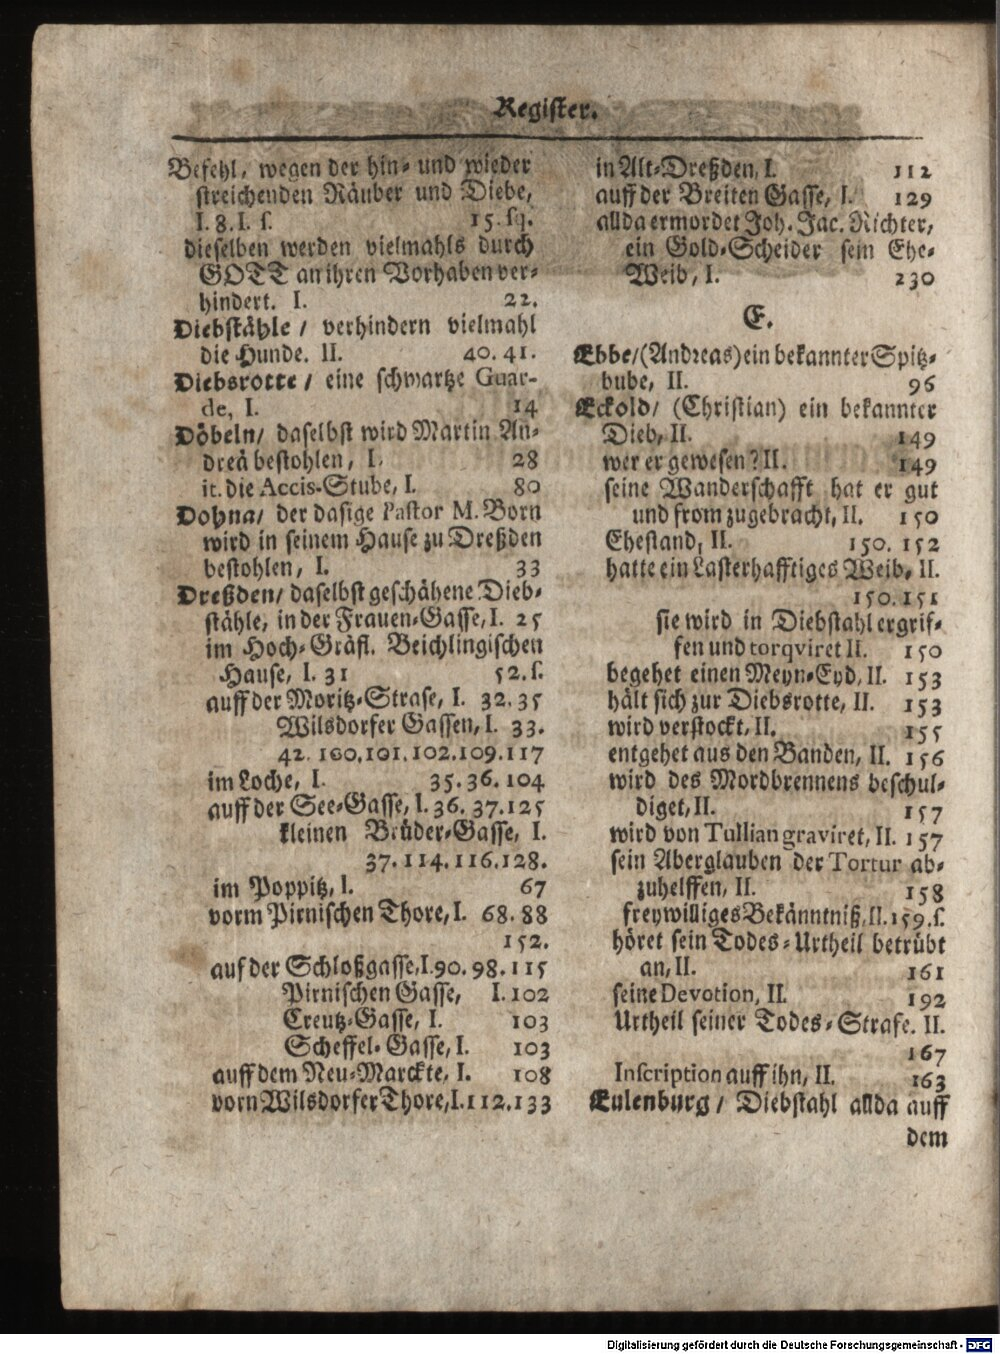 Register.
Befehl, wegen der hin- und wieder
streichenden Räuber und Diebe,
I. 8. I. ſ. 15. ſq.
dieselben werden vielmahls durch
GOTT an ihren Vorhaben ver-
hindert. I. 22.
Diebstähle / verhindern vielmahl
die Hunde. II. 40. 41.
Diebsrotte / eine schwartze Guar-
de, I. 14
Döbeln / daselbst wird Martin An-
dreä bestohlen, I. 28
it. die Accis-Stube, I. 80
Dohna / der dasige Pastor M. Born
wird in seinem Hause zu Dreßden
bestohlen, I. 33
Dreßden / daselbst geschähene Dieb-
stähle, in der Frauen-Gasse, I. 25
im Hoch-Gräfl. Beichlingischen
Hause, I. 31 52. ſ.
auff der Moritz-Strase, I. 32. 35
Wilsdorfer Gassen, I. 33.
42. 100. 101. 102. 109. 117
im Loche, I. 35. 36. 104
auff der See-Gasse, I. 36. 37. 125
kleinen Brüder-Gasse, I.
37. 114. 116. 128.
im Poppitz, I. 67
vorm Pirnischen Thore, I. 68. 88
152.
auf der Schloßgasse, I. 90. 98. 115
Pirnischen Gasse, I. 102
Creutz-Gasse, I. 103
Scheffel-Gasse, I. 103
auff dem Neu-Marckte, I. 108
vorn Wilsdorfer Thore, I. 112. 133
in Alt-Dreßden, I. 112
auff der Breiten Gasse, I. 129
allda ermordet Joh. Jac. Richter,
ein Gold-Scheider sein Ehe-
Weib, I. 230
E.
Ebbe / (Andreas) ein bekannter Spitz-
bube, II. 96
Eckold / (Christian) ein bekannter
Dieb, II. 149
wer er gewesen? II. 149
seine Wanderschafft hat er gut
und from zugebracht, II. 150
Ehestand, II. 150. 152
hatte ein Lasterhafftiges Weib, II.
150. 151
sie wird in Diebstahl ergrif-
fen und torqviret II. 150
begehet einen Meyn-Eyd, II. 153
hält sich zur Diebsrotte, II. 153
wird verstockt, II. 155
entgehet aus den Banden, II. 156
wird des Mordbrennens beschul-
diget, II. 157
wird von Tullian graviret, II. 157
sein Aberglauben der Tortur ab-
zuhelffen, II. 158
freywilliges Bekänntniß, II. 159. ſ.
höret sein Todes-Urtheil betrübt
an, II. 161
seine Devotion, II. 192
Urtheil seiner Todes-Strafe. II.
167
Inscription auff ihn, II. 163
Eulenburg / Diebstahl allda auff
dem
Digitalisierung gefördert durch die Deutsche Forschungsgemeinschaft - DFG